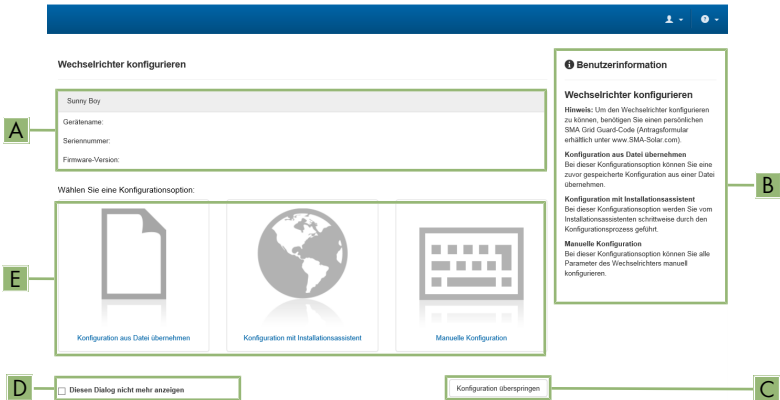 Wechselrichter konfigurieren
A
Sunny Boy
Gerätename:
Seriennummer:
Firmware-Version:
Wählen Sie eine Konfigurationsoption:
E
Konfiguration aus Datei übernehmen
Konfiguration mit Installationsassistent
Manuelle Konfiguration
D
Diesen Dialog nicht mehr anzeigen
Konfiguration überspringen
C
Benutzerinformation
Wechselrichter konfigurieren
Hinweis: Um den Wechselrichter konfigurieren
zu können, benötigen Sie einen persönlichen
SMA Grid Guard-Code (Antragsformular
erhältlich unter www.SMA-Solar.com).
Konfiguration aus Datei übernehmen
Bei dieser Konfigurationsoption können Sie eine
zuvor gespeicherte Konfiguration aus einer Datei
übernehmen.
Konfiguration mit Installationsassistent
Bei dieser Konfigurationsoption werden Sie vom
Installationsassistenten schrittweise durch den
Konfigurationsprozess geführt.
Manuelle Konfiguration
Bei dieser Konfigurationsoption können Sie alle
Parameter des Wechselrichters manuell
konfigurieren.
B